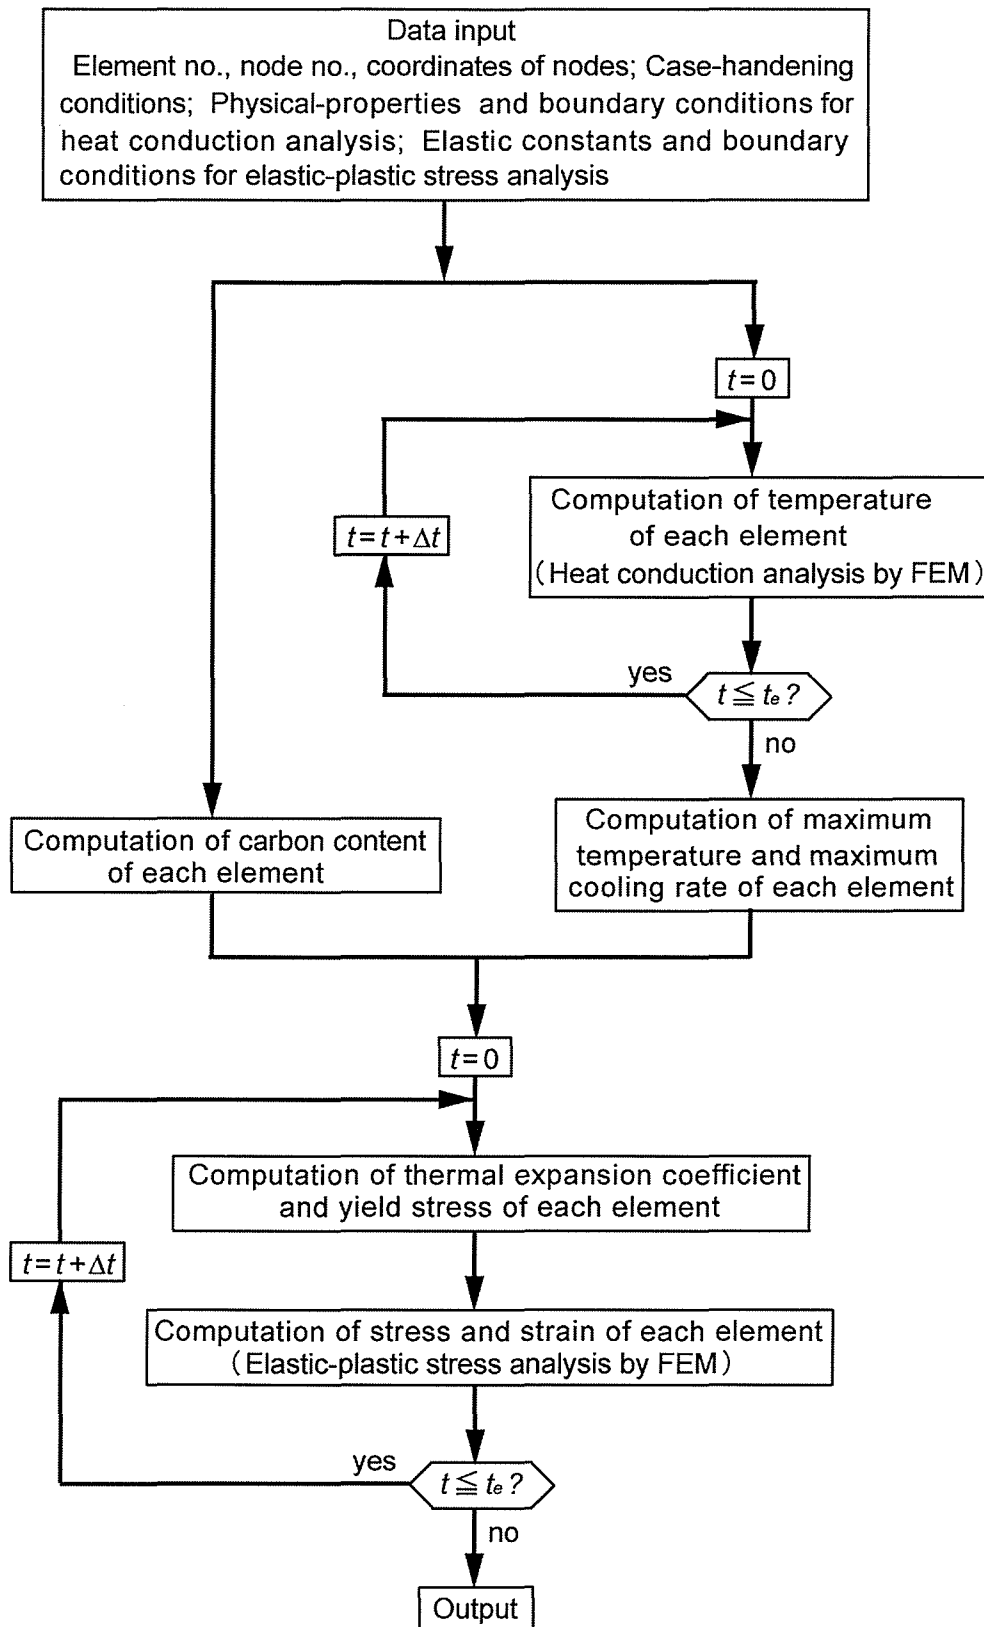 Data input
Element no., node no., coordinates of nodes; Case-handening
conditions; Physical-properties and boundary conditions for
heat conduction analysis; Elastic constants and boundary
conditions for elastic-plastic stress analysis
t=0
Computation of temperature
of each element
(Heat conduction analysis by FEM)
t=t+Δt
yes
t≦te?
no
Computation of carbon content
of each element
Computation of maximum
temperature and maximum
cooling rate of each element
t=0
Computation of thermal expansion coefficient
and yield stress of each element
t=t+Δt
Computation of stress and strain of each element
(Elastic-plastic stress analysis by FEM)
yes
t≦te?
no
Output